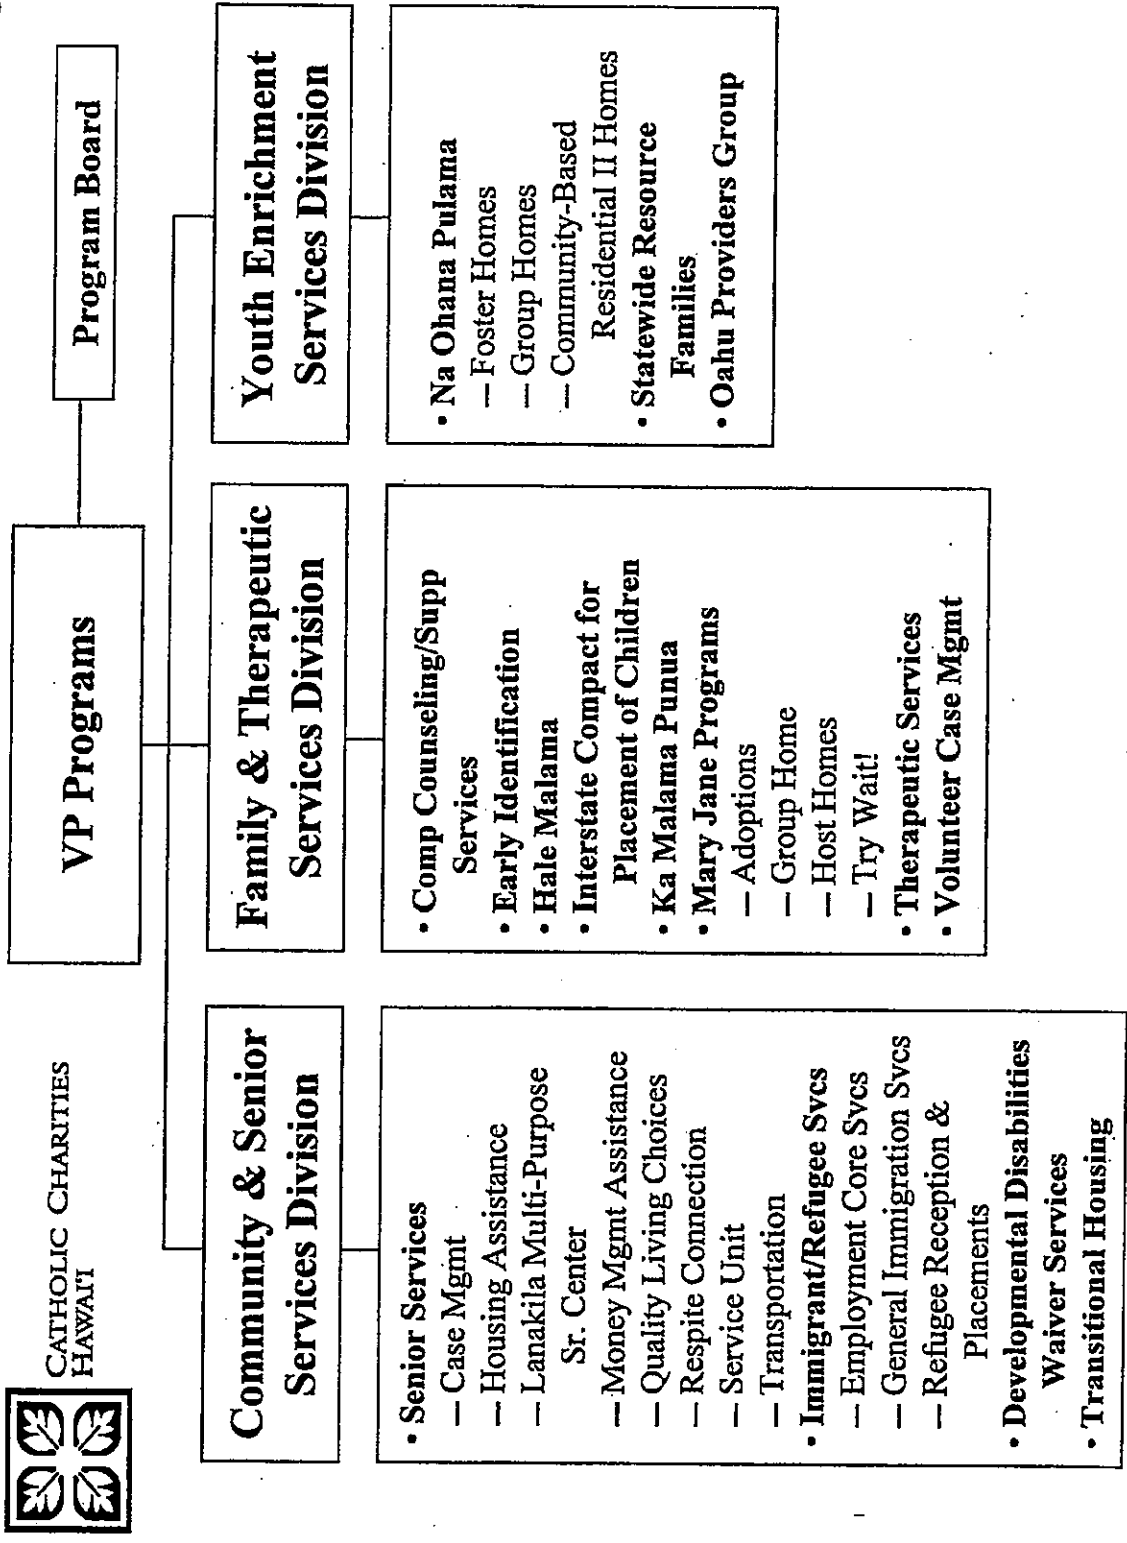 CATHOLIC CHARITIES
HAWAI'I
VP Programs
Program Board
Community & Senior
Services Division
• Senior Services
— Case Mgmt
— Housing Assistance
— Lanakila Multi-Purpose
Sr. Center
— Money Mgmt Assistance
— Quality Living Choices
— Respite Connection
— Service Unit
— Transportation
• Immigrant/Refugee Svcs
— Employment Core Svcs
— General Immigration Svcs
— Refugee Reception &
Placements
• Developmental Disabilities
Waiver Services
• Transitional Housing
Family & Therapeutic
Services Division
• Comp Counseling/Supp
Services
• Early Identification
• Hale Malama
• Interstate Compact for
Placement of Children
• Ka Malama Punua
• Mary Jane Programs
— Adoptions
— Group Home
— Host Homes
— Try Wait!
• Therapeutic Services
• Volunteer Case Mgmt
Youth Enrichment
Services Division
• Na Ohana Pulama
— Foster Homes
— Group Homes
— Community-Based
Residential II Homes
• Statewide Resource
Families
• Oahu Providers Group